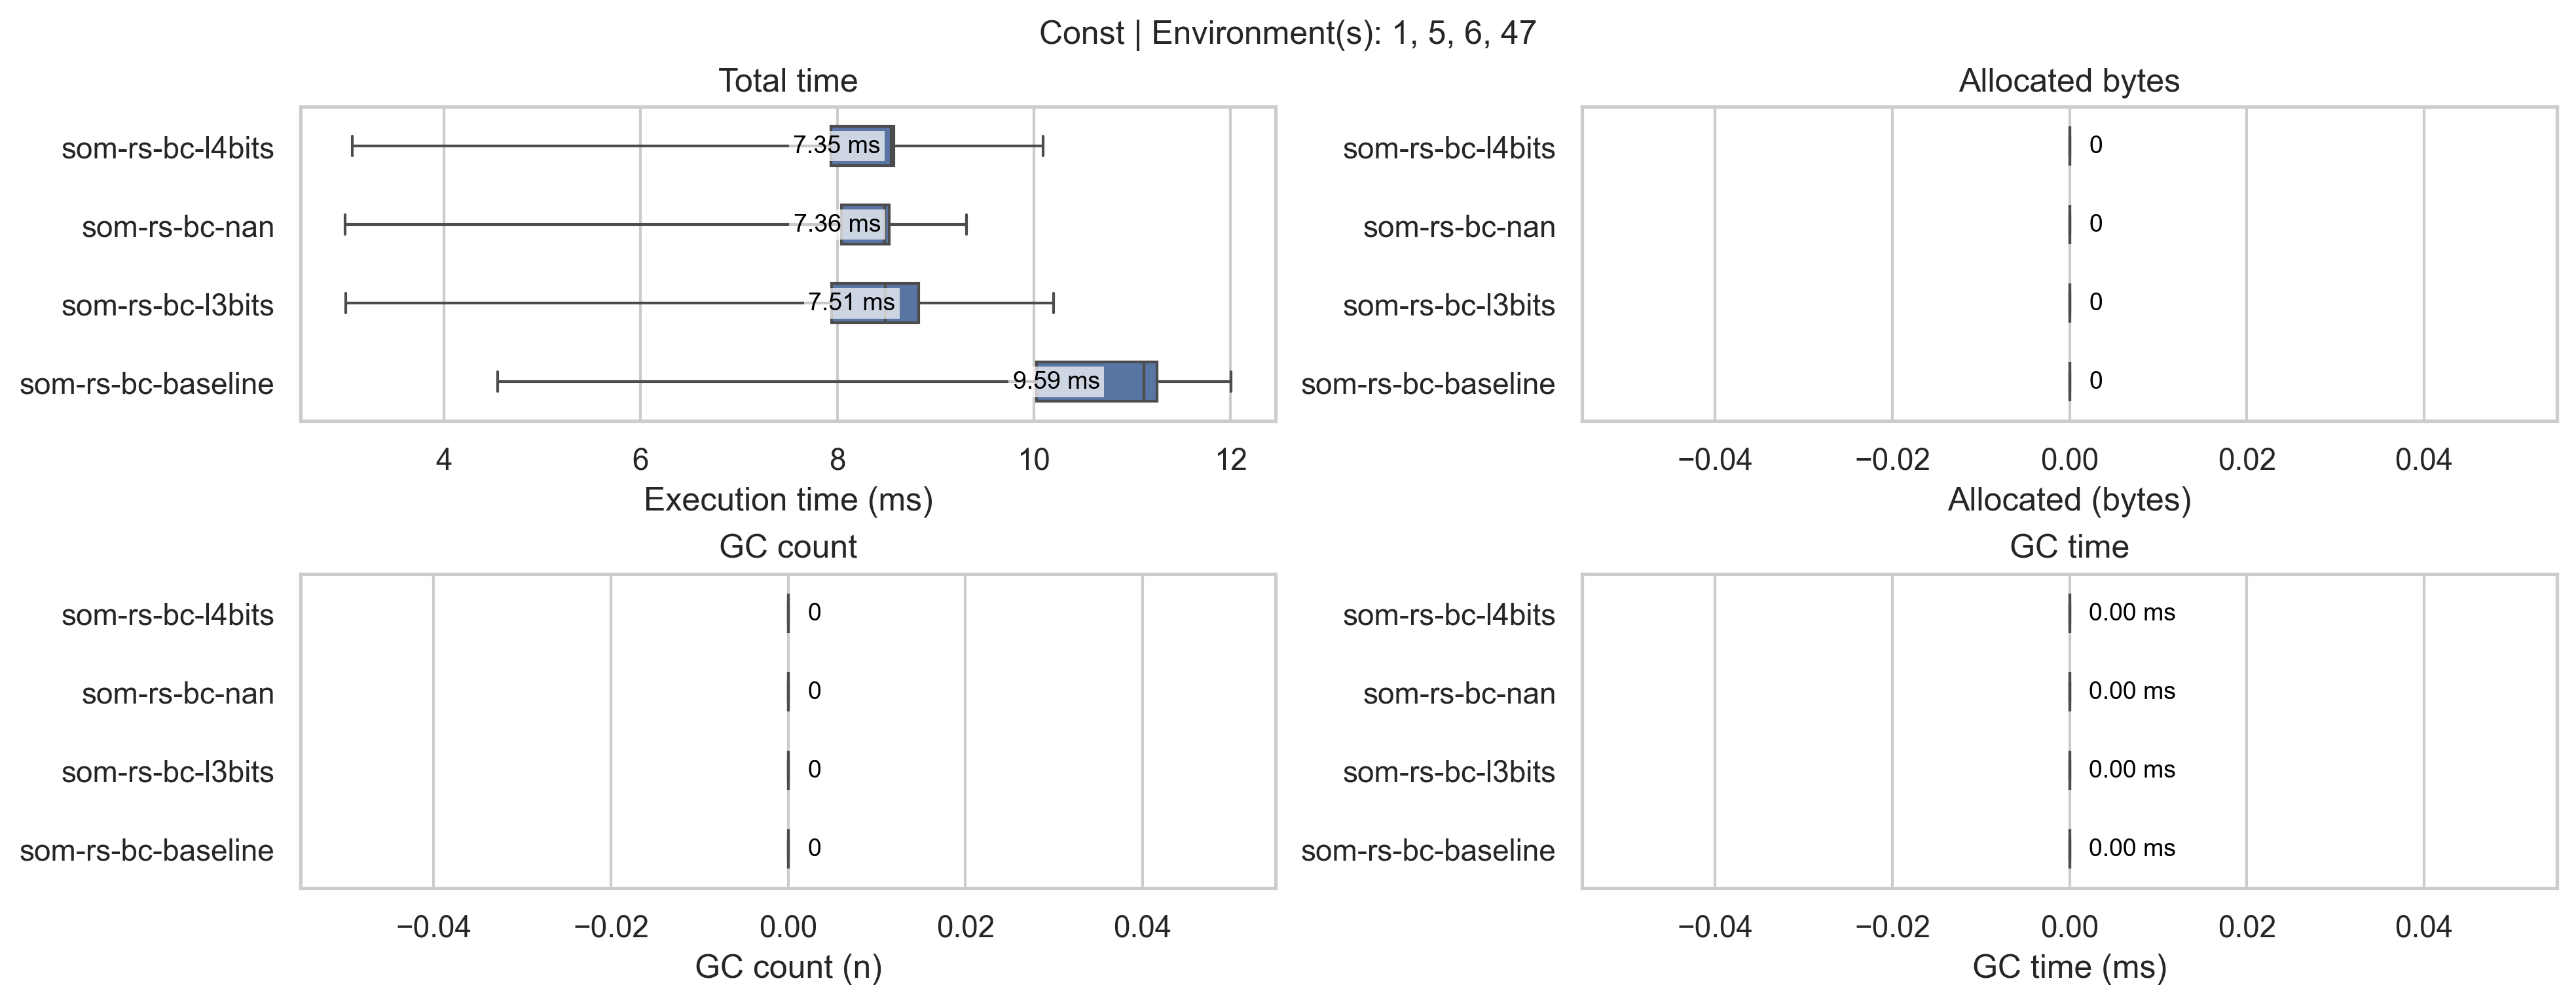 Const | Environment(s): 1, 5, 6, 47
Total time
som-rs-bc-l4bits
7.35 ms
som-rs-bc-nan
7.36 ms
som-rs-bc-l3bits
7.51 ms
som-rs-bc-baseline
9.59 ms
4 6 8 10 12
Execution time (ms)
Allocated bytes
som-rs-bc-l4bits
0
som-rs-bc-nan
0
som-rs-bc-l3bits
0
som-rs-bc-baseline
0
−0.04 −0.02 0.00 0.02 0.04
Allocated (bytes)
GC count
som-rs-bc-l4bits
0
som-rs-bc-nan
0
som-rs-bc-l3bits
0
som-rs-bc-baseline
0
−0.04 −0.02 0.00 0.02 0.04
GC count (n)
GC time
som-rs-bc-l4bits
0.00 ms
som-rs-bc-nan
0.00 ms
som-rs-bc-l3bits
0.00 ms
som-rs-bc-baseline
0.00 ms
−0.04 −0.02 0.00 0.02 0.04
GC time (ms)